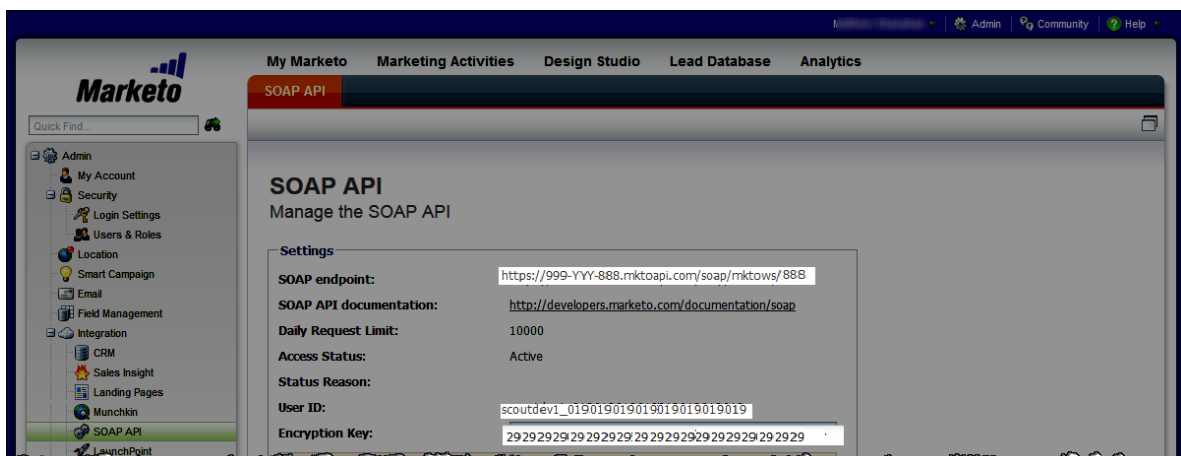 Admin Community Help
Marketo
My Marketo Marketing Activities Design Studio Lead Database Analytics
SOAP API
Quick Find...
Admin
My Account
Security
Login Settings
Users & Roles
Location
Smart Campaign
Email
Field Management
Integration
CRM
Sales Insight
Landing Pages
Munchkin
SOAP API
LaunchPoint
SOAP API
Manage the SOAP API
Settings
SOAP endpoint: https://999-YYY-888.mktoapi.com/soap/mktows/888
SOAP API documentation: http://developers.marketo.com/documentation/soap
Daily Request Limit: 10000
Access Status: Active
Status Reason:
User ID: scoutdev1_019019019019019019019019
Encryption Key: